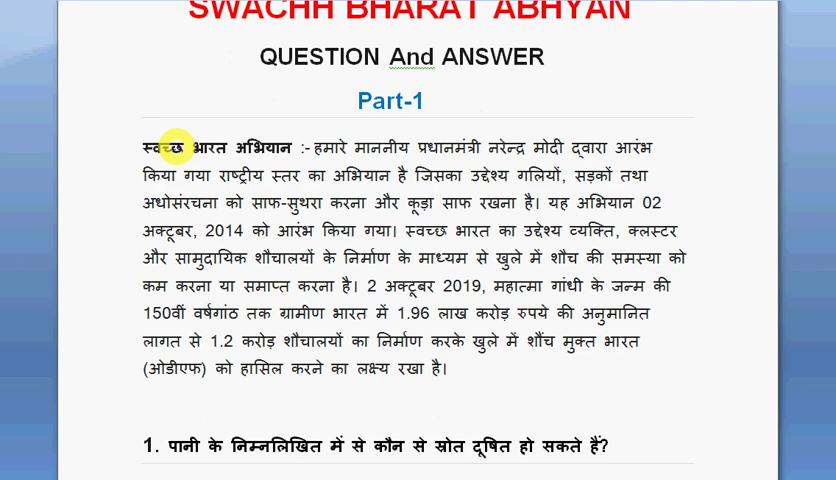 SWACHH BHARAT ABHYAN
QUESTION And ANSWER
Part-1
स्वच्छ भारत अभियान :- हमारे माननीय प्रधानमंत्री नरेन्द्र मोदी द्वारा आरंभ
किया गया राष्ट्रीय स्तर का अभियान है जिसका उद्देश्य गलियों, सड़कों तथा
अधोसंरचना को साफ-सुथरा करना और कूड़ा साफ रखना है। यह अभियान 02
अक्टूबर, 2014 को आरंभ किया गया। स्वच्छ भारत का उद्देश्य व्यक्ति, क्लस्टर
और सामुदायिक शौचालयों के निर्माण के माध्यम से खुले में शौच की समस्या को
कम करना या समाप्त करना है। 2 अक्टूबर 2019, महात्मा गांधी के जन्म की
150वीं वर्षगांठ तक ग्रामीण भारत में 1.96 लाख करोड़ रुपये की अनुमानित
लागत से 1.2 करोड़ शौचालयों का निर्माण करके खुले में शौंच मुक्त भारत
(ओडीएफ) को हासिल करने का लक्ष्य रखा है।
1. पानी के निम्नलिखित में से कौन से स्रोत दूषित हो सकते हैं?